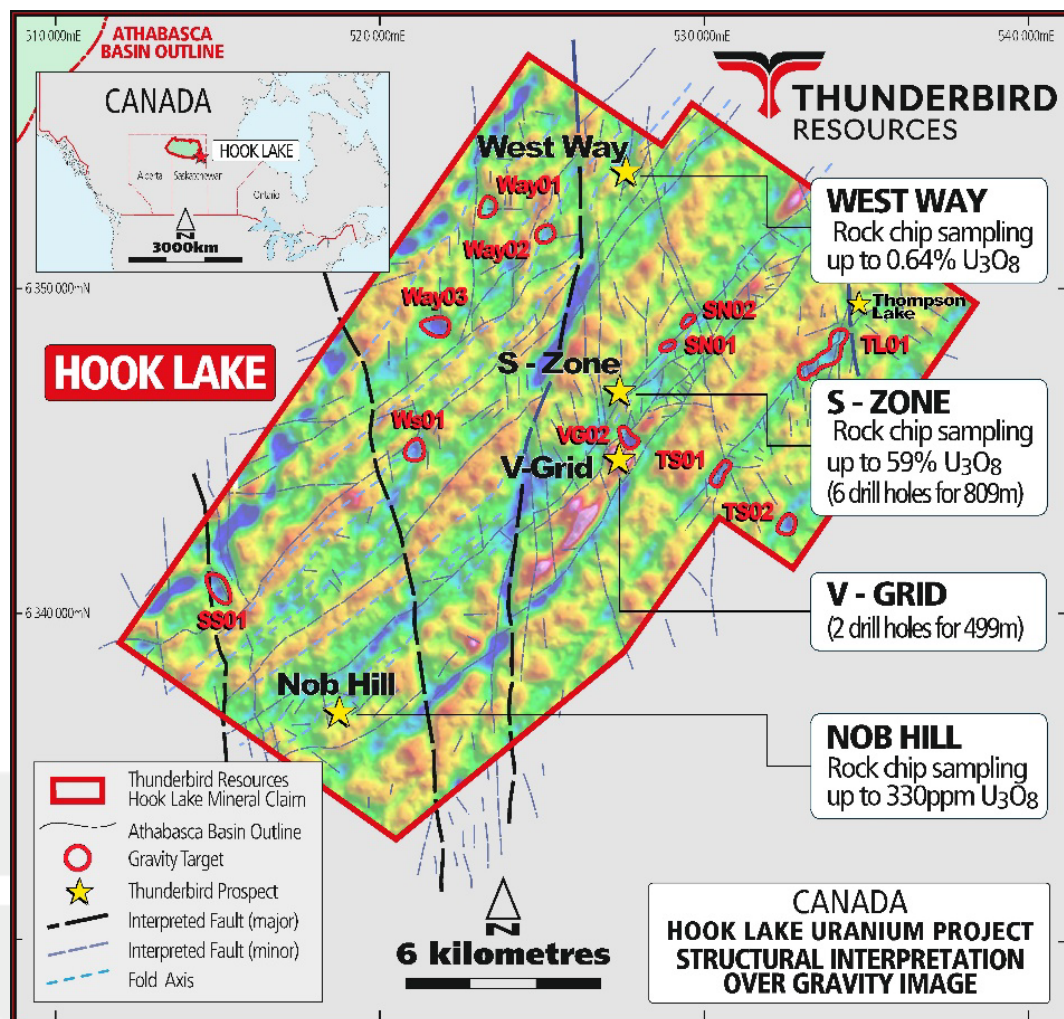 510 000mE
520 000mE
530 000mE
540 000mE
ATHABASCA
BASIN OUTLINE
CANADA
HOOK LAKE
Alberta
Saskatchewan
Ontario
N
3000km
THUNDERBIRD
RESOURCES
West Way
Way01
Way02
WEST WAY
Rock chip sampling
up to 0.64% U3O8
6 350 000mN
Way03
SN02
SN01
Thompson
Lake
TL01
HOOK LAKE
S - Zone
S - ZONE
Rock chip sampling
up to 59% U3O8
(6 drill holes for 809m)
Ws01
VG02
V-Grid
TS01
TS02
V - GRID
(2 drill holes for 499m)
SS01
6 340 000mN
Nob Hill
NOB HILL
Rock chip sampling
up to 330ppm U3O8
Thunderbird Resources
Hook Lake Mineral Claim
Athabasca Basin Outline
Gravity Target
Thunderbird Prospect
Interpreted Fault (major)
Interpreted Fault (minor)
Fold Axis
N
6 kilometres
CANADA
HOOK LAKE URANIUM PROJECT
STRUCTURAL INTERPRETATION
OVER GRAVITY IMAGE